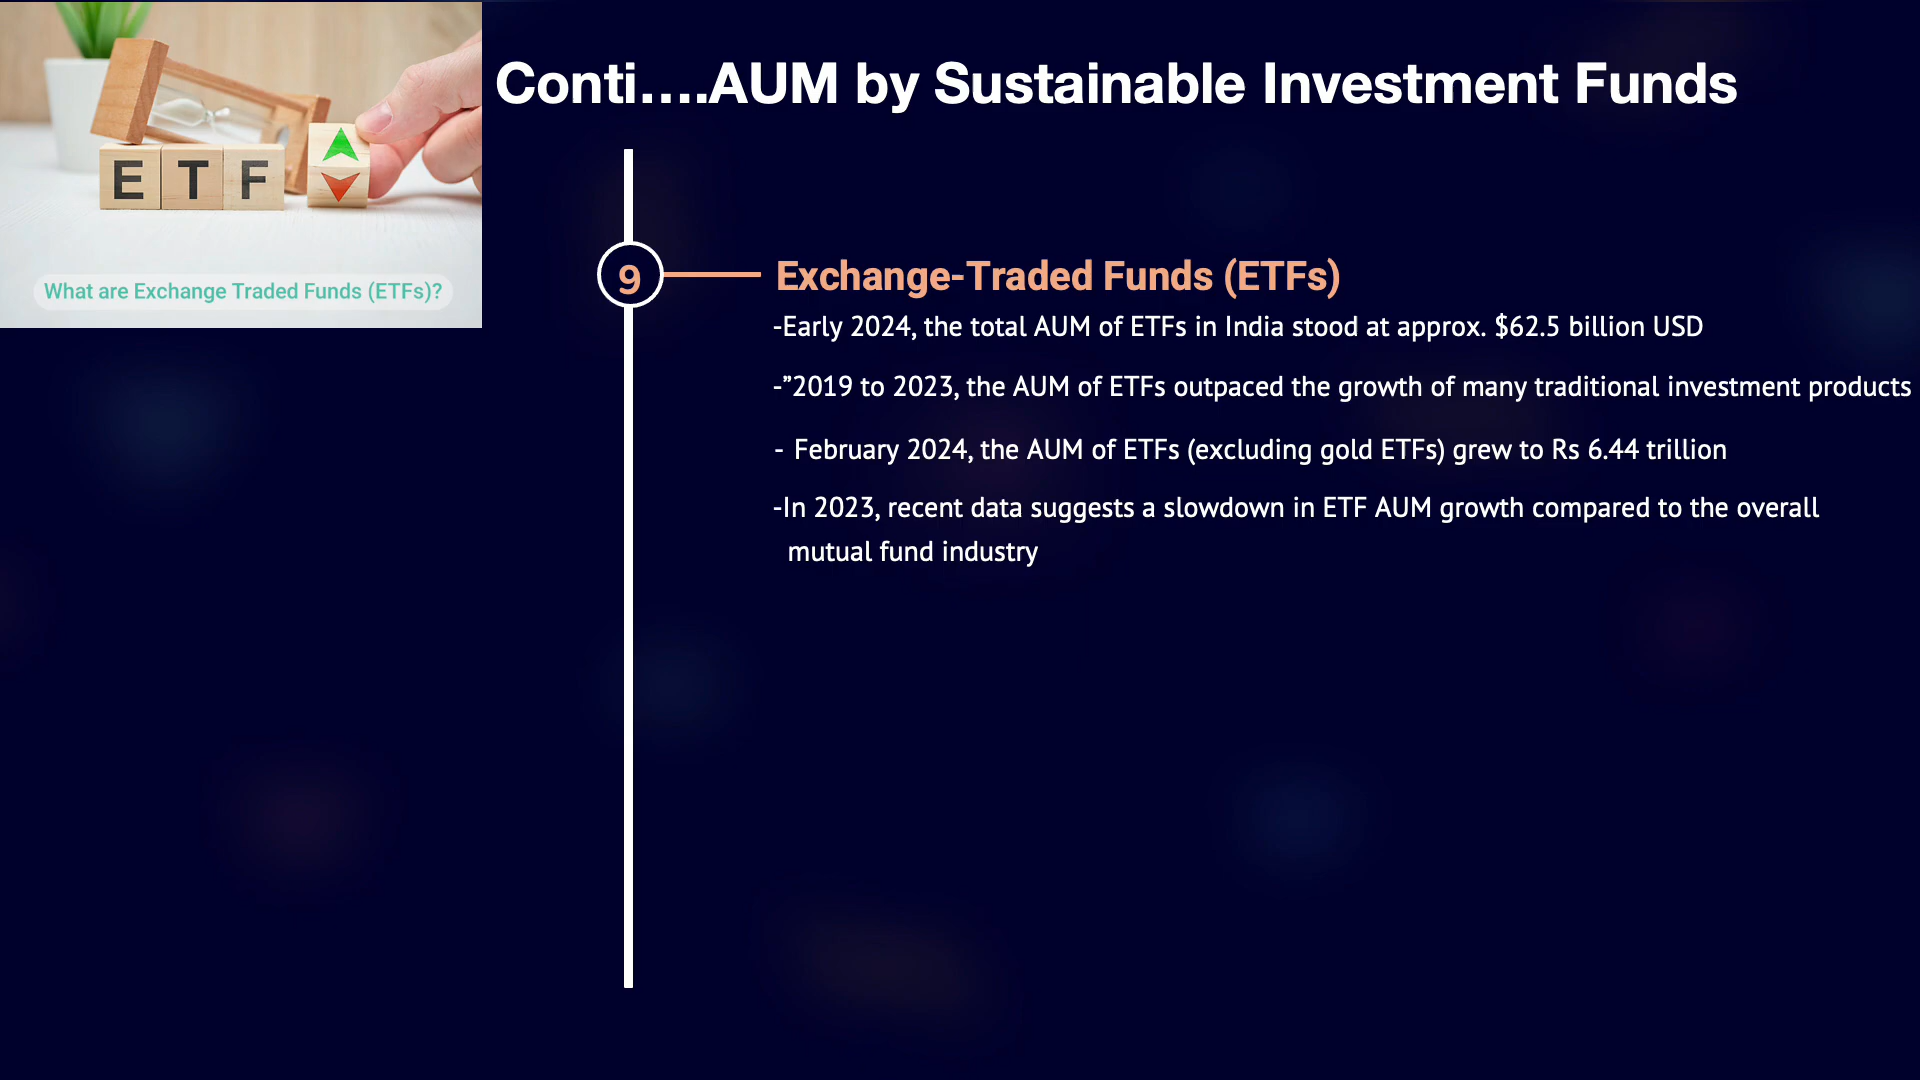 Conti....AUM by Sustainable Investment Funds
E T F
What are Exchange Traded Funds (ETFs)?
9
Exchange-Traded Funds (ETFs)
-Early 2024, the total AUM of ETFs in India stood at approx. $62.5 billion USD
-”2019 to 2023, the AUM of ETFs outpaced the growth of many traditional investment products
- February 2024, the AUM of ETFs (excluding gold ETFs) grew to Rs 6.44 trillion
-In 2023, recent data suggests a slowdown in ETF AUM growth compared to the overall
mutual fund industry